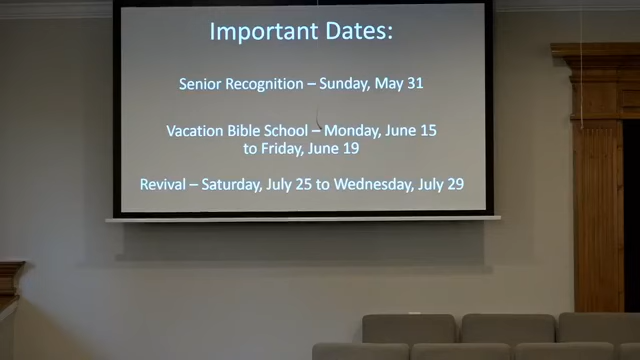 Important Dates:
Senior Recognition – Sunday, May 31
Vacation Bible School – Monday, June 15
to Friday, June 19
Revival – Saturday, July 25 to Wednesday, July 29